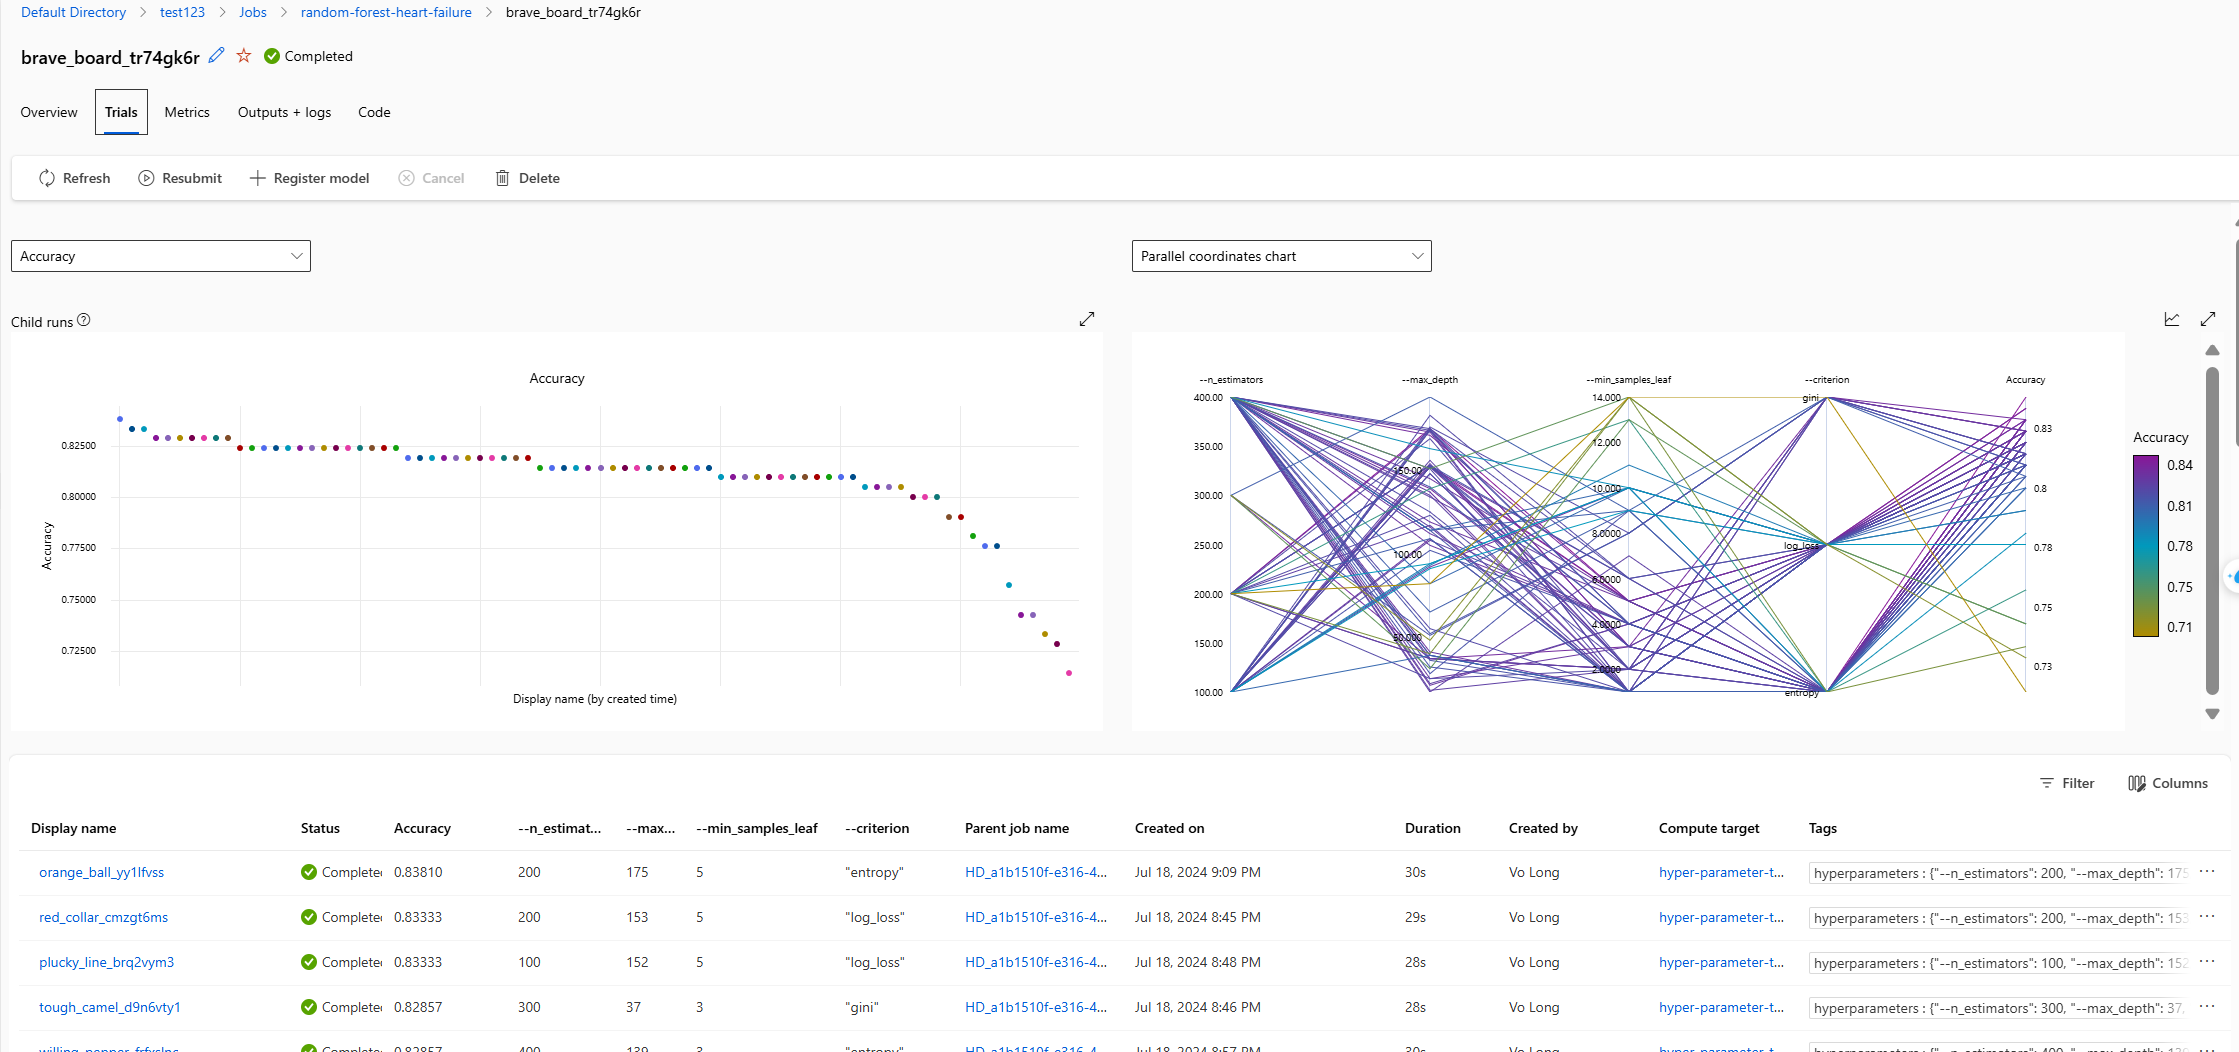 Default Directory > test123 > Jobs > random-forest-heart-failure > brave_board_tr74gk6r
brave_board_tr74gk6r Completed
Overview Trials Metrics Outputs + logs Code
Refresh Resubmit Register model Cancel Delete
Accuracy
Parallel coordinates chart
Child runs
Accuracy
0.82500
0.80000
0.77500
0.75000
0.72500
Accuracy
Display name (by created time)
--n_estimators --max_depth --min_samples_leaf --criterion Accuracy
400.00
350.00
300.00
250.00
200.00
150.00
100.00
150.00
100.00
50.000
14.000
12.000
10.000
8.0000
6.0000
4.0000
2.0000
gini
log_loss
entropy
0.83
0.8
0.78
0.75
0.73
Accuracy
0.84
0.81
0.78
0.75
0.71
Filter Columns
Display name Status Accuracy --n_estimat... --max... --min_samples_leaf --criterion Parent job name Created on Duration Created by Compute target Tags
orange_ball_yy1lfvss Complete 0.83810 200 175 5 "entropy" HD_a1b1510f-e316-4... Jul 18, 2024 9:09 PM 30s Vo Long hyper-parameter-t... hyperparameters : {"--n_estimators": 200, "--max_depth": 175 ...
red_collar_cmzgt6ms Complete 0.83333 200 153 5 "log_loss" HD_a1b1510f-e316-4... Jul 18, 2024 8:45 PM 29s Vo Long hyper-parameter-t... hyperparameters : {"--n_estimators": 200, "--max_depth": 153 ...
plucky_line_brq2vym3 Complete 0.83333 100 152 5 "log_loss" HD_a1b1510f-e316-4... Jul 18, 2024 8:48 PM 28s Vo Long hyper-parameter-t... hyperparameters : {"--n_estimators": 100, "--max_depth": 152 ...
tough_camel_d9n6vty1 Complete 0.82857 300 37 3 "gini" HD_a1b1510f-e316-4... Jul 18, 2024 8:46 PM 28s Vo Long hyper-parameter-t... hyperparameters : {"--n_estimators": 300, "--max_depth": 37, ...
Complete 0.82857 400 139 3 "entropy" HD_a1b1510f-e316-4... Jul 18, 2024 8:57 PM 30s Vo Long hyper-parameter-t... hyperparameters : {"--n_estimators": 400, "--max_depth":